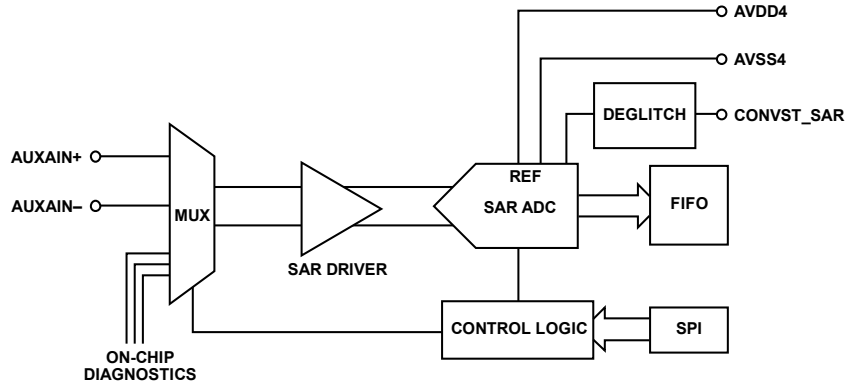 AVDD4
AVSS4
DEGLITCH
CONVST_SAR
AUXAIN+
REF
AUXAIN–
MUX
SAR ADC
FIFO
SAR DRIVER
CONTROL LOGIC
SPI
ON-CHIP
DIAGNOSTICS